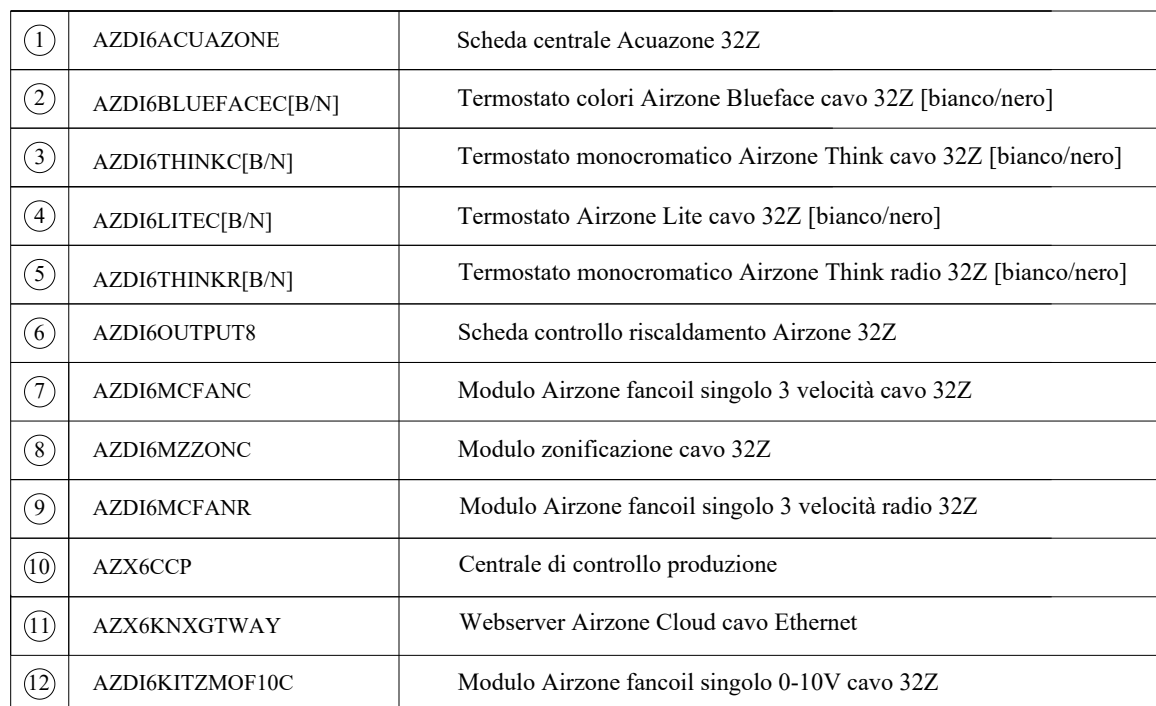 1 AZDI6ACUAZONE Scheda centrale Acuazone 32Z
2 AZDI6BLUEFACEC[B/N] Termostato colori Airzone Blueface cavo 32Z [bianco/nero]
3 AZDI6THINKC[B/N] Termostato monocromatico Airzone Think cavo 32Z [bianco/nero]
4 AZDI6LITEC[B/N] Termostato Airzone Lite cavo 32Z [bianco/nero]
5 AZDI6THINKR[B/N] Termostato monocromatico Airzone Think radio 32Z [bianco/nero]
6 AZDI6OUTPUT8 Scheda controllo riscaldamento Airzone 32Z
7 AZDI6MCFANC Modulo Airzone fancoil singolo 3 velocità cavo 32Z
8 AZDI6MZZONC Modulo zonificazione cavo 32Z
9 AZDI6MCFANR Modulo Airzone fancoil singolo 3 velocità radio 32Z
10 AZX6CCP Centrale di controllo produzione
11 AZX6KNXGTWAY Webserver Airzone Cloud cavo Ethernet
12 AZDI6KITZMOF10C Modulo Airzone fancoil singolo 0-10V cavo 32Z